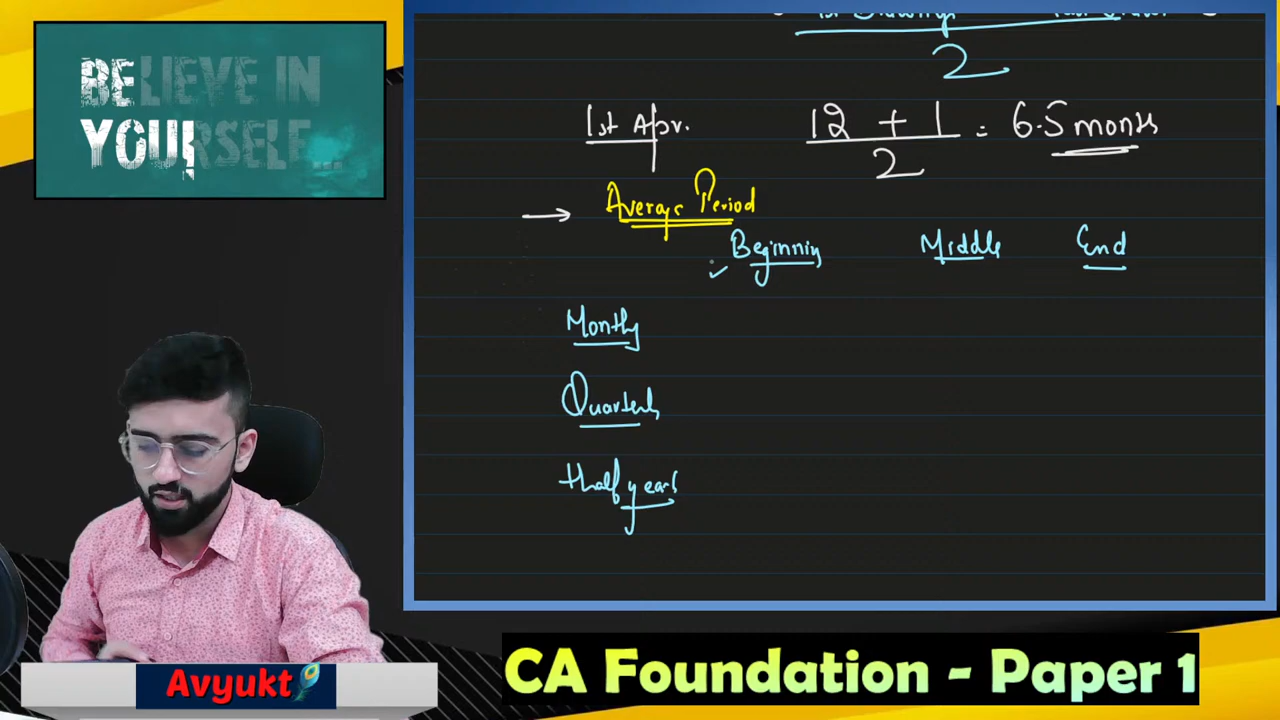 BELIEVE IN
YOURSELF...
2
1st Apr. 12 + 1 = 6.5 months
2
→ Average Period
Beginning Middle End
Monthly
Quarterly
Half yearly
Avyukt
CA Foundation - Paper 1